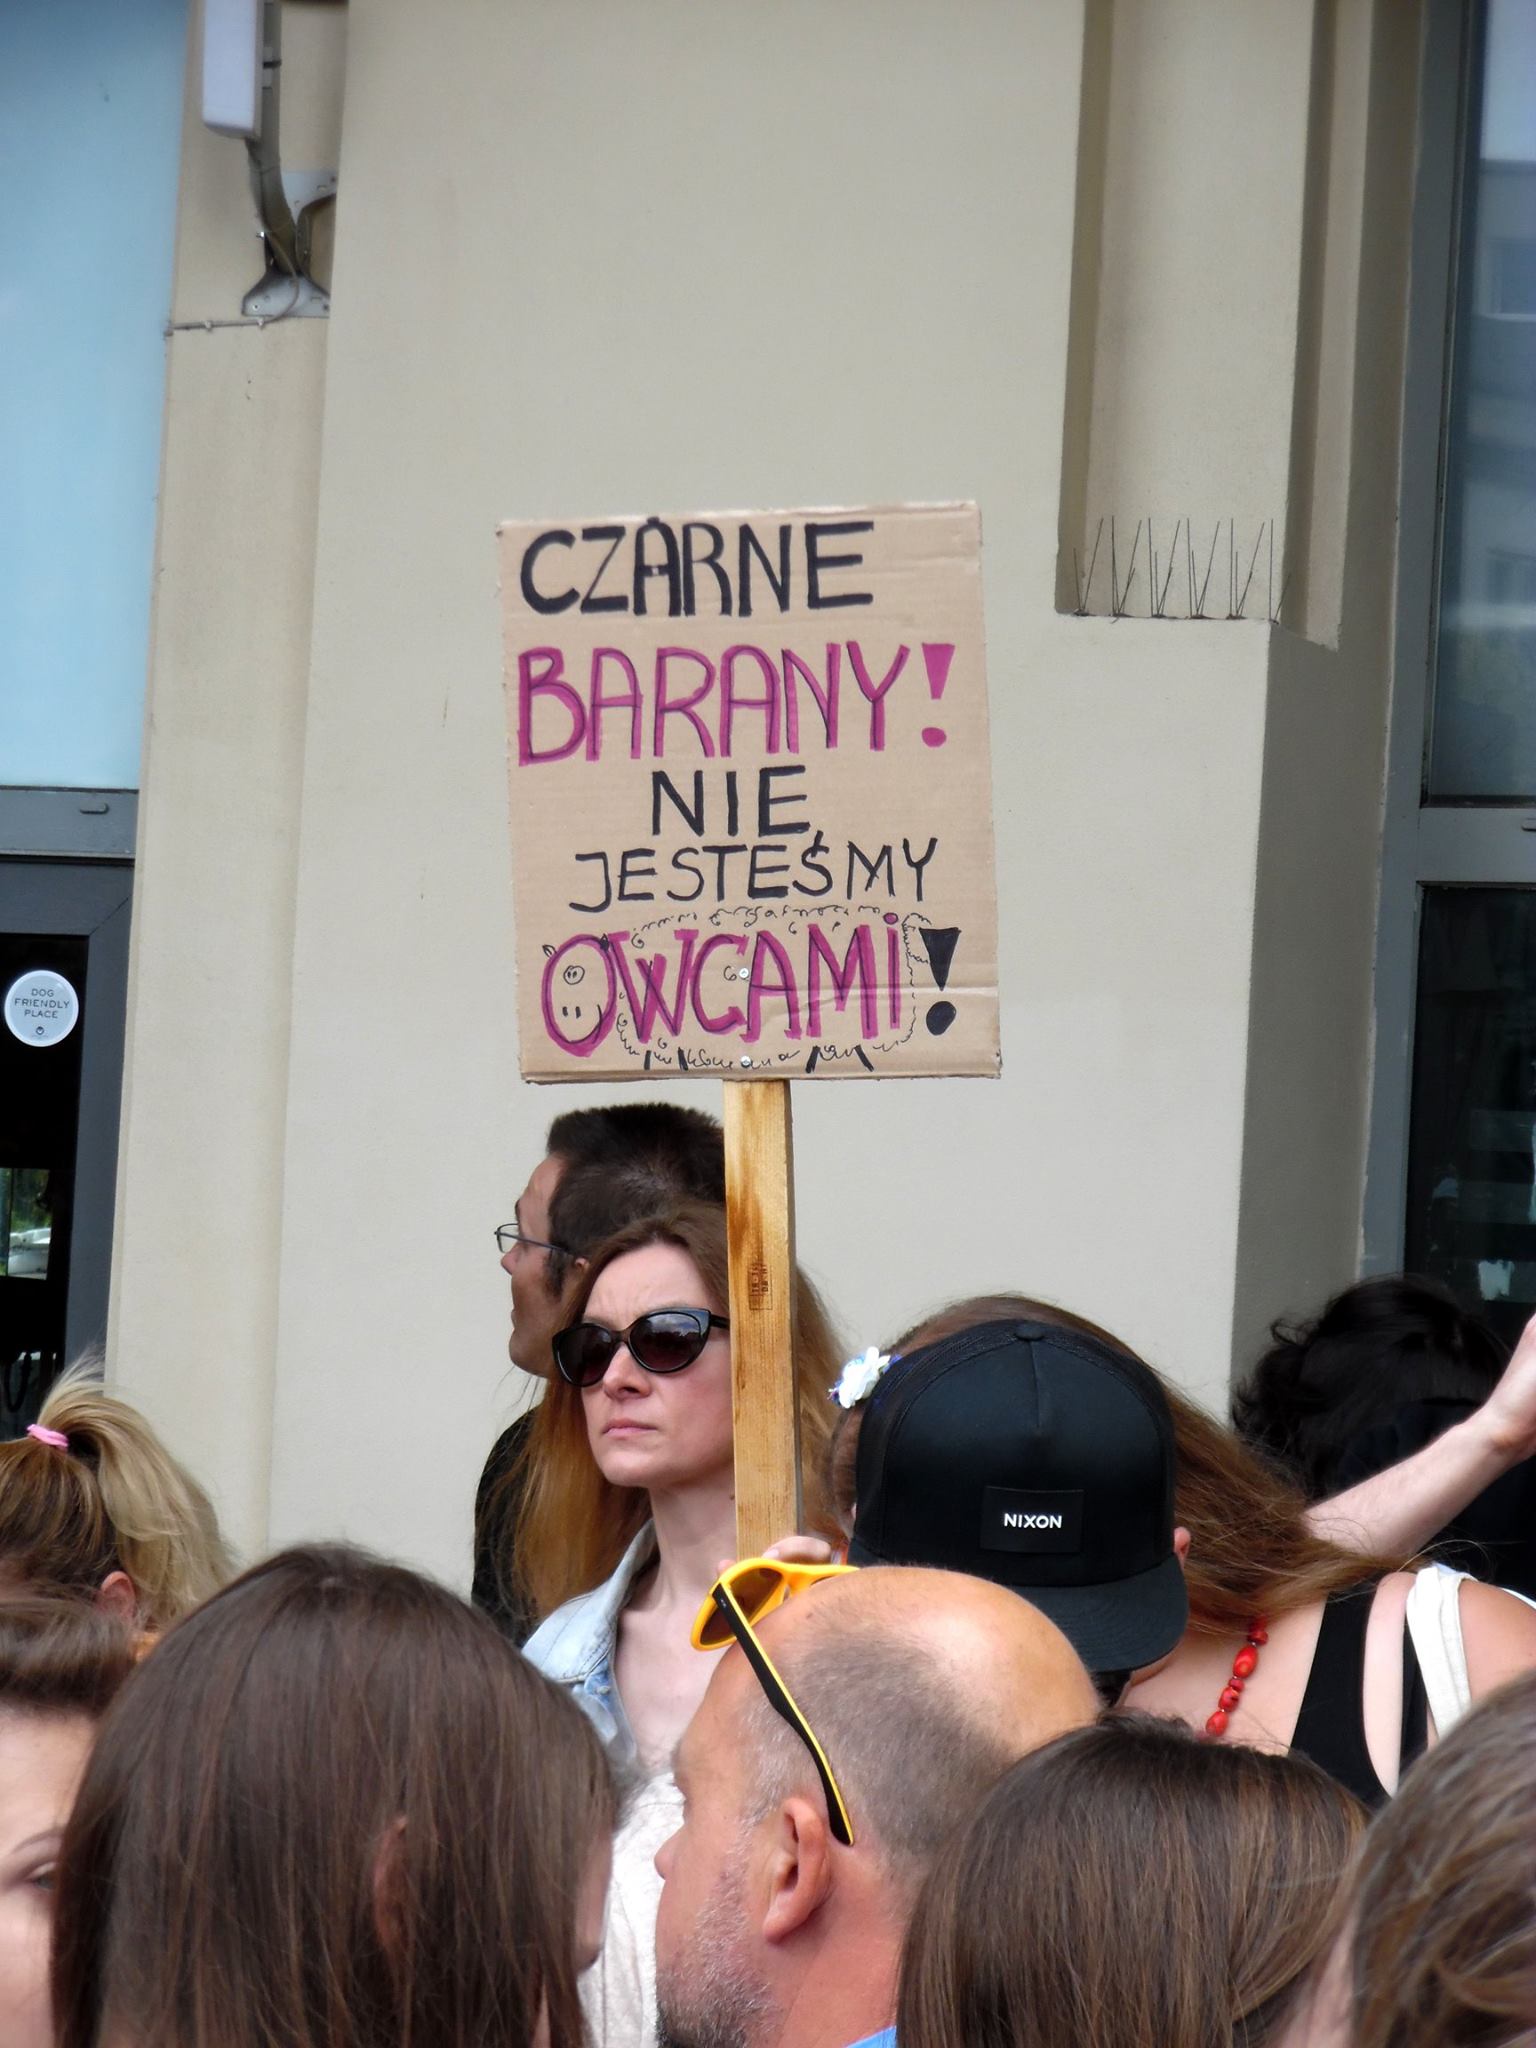 CZARNE
BARANY!
NIE
JESTEŚMY
OWCAMi!
DOG
FRIENDLY
PLACE
NIXON